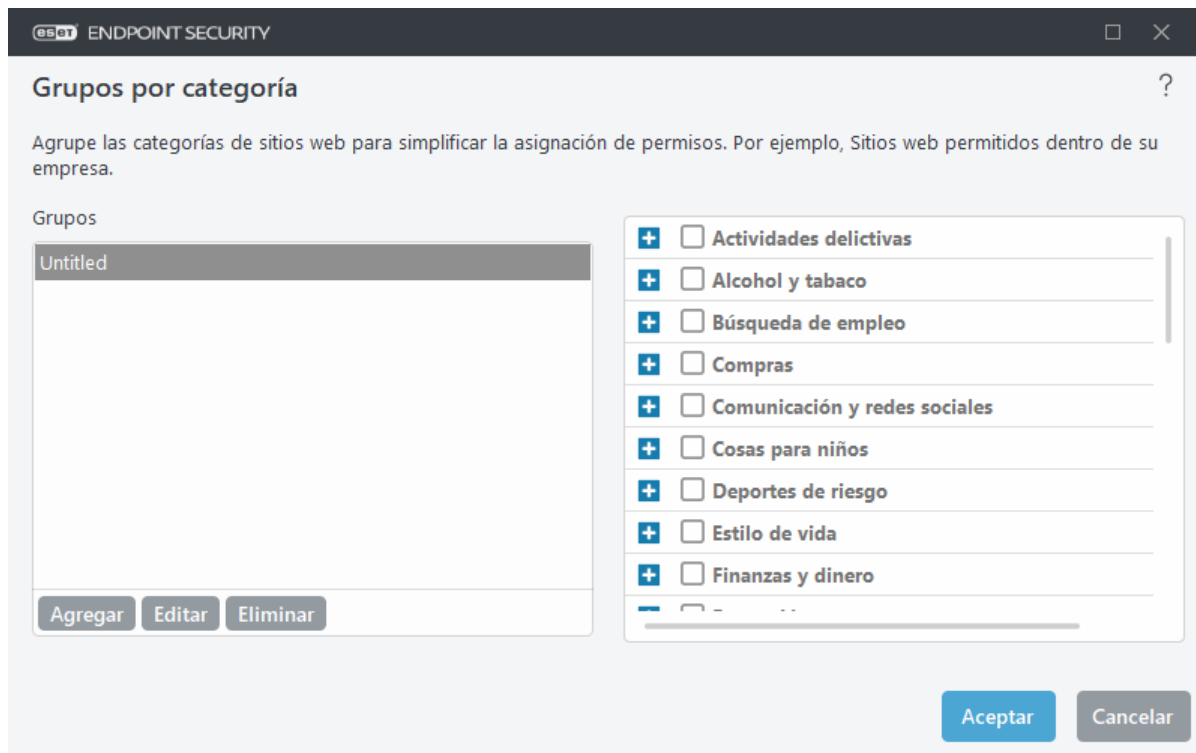 eset ENDPOINT SECURITY
Grupos por categoría
?
Agrupe las categorías de sitios web para simplificar la asignación de permisos. Por ejemplo, Sitios web permitidos dentro de su
empresa.
Grupos
Untitled
Agregar Editar Eliminar
Actividades delictivas
Alcohol y tabaco
Búsqueda de empleo
Compras
Comunicación y redes sociales
Cosas para niños
Deportes de riesgo
Estilo de vida
Finanzas y dinero
Aceptar Cancelar